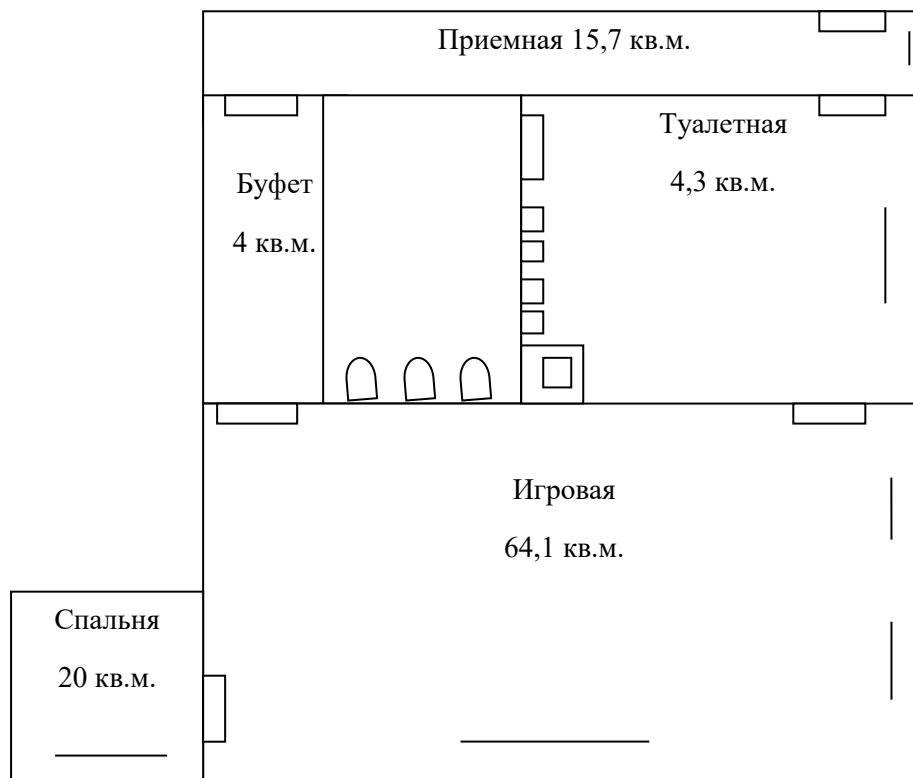 Приемная 15,7 кв.м.
Туалетная
4,3 кв.м.
Буфет
4 кв.м.
Игровая
64,1 кв.м.
Спальня
20 кв.м.